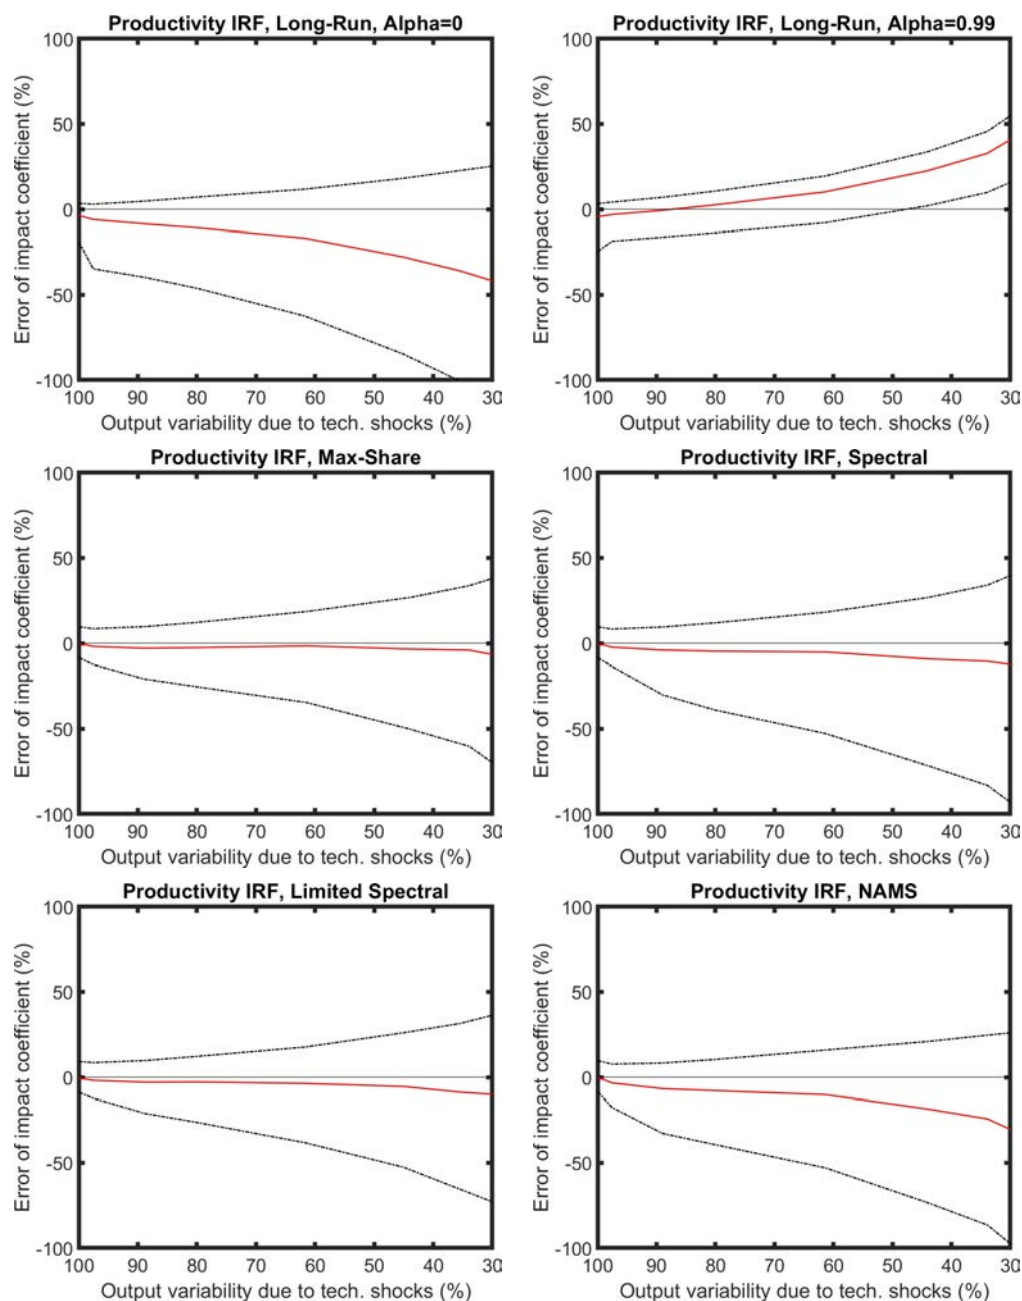 Productivity IRF, Long-Run, Alpha=0
100
50
0
-50
-100
Error of impact coefficient (%)
100 90 80 70 60 50 40 30
Output variability due to tech. shocks (%)
Productivity IRF, Long-Run, Alpha=0.99
100
50
0
-50
-100
Error of impact coefficient (%)
100 90 80 70 60 50 40 30
Output variability due to tech. shocks (%)
Productivity IRF, Max-Share
100
50
0
-50
-100
Error of impact coefficient (%)
100 90 80 70 60 50 40 30
Output variability due to tech. shocks (%)
Productivity IRF, Spectral
100
50
0
-50
-100
Error of impact coefficient (%)
100 90 80 70 60 50 40 30
Output variability due to tech. shocks (%)
Productivity IRF, Limited Spectral
100
50
0
-50
-100
Error of impact coefficient (%)
100 90 80 70 60 50 40 30
Output variability due to tech. shocks (%)
Productivity IRF, NAMS
100
50
0
-50
-100
Error of impact coefficient (%)
100 90 80 70 60 50 40 30
Output variability due to tech. shocks (%)